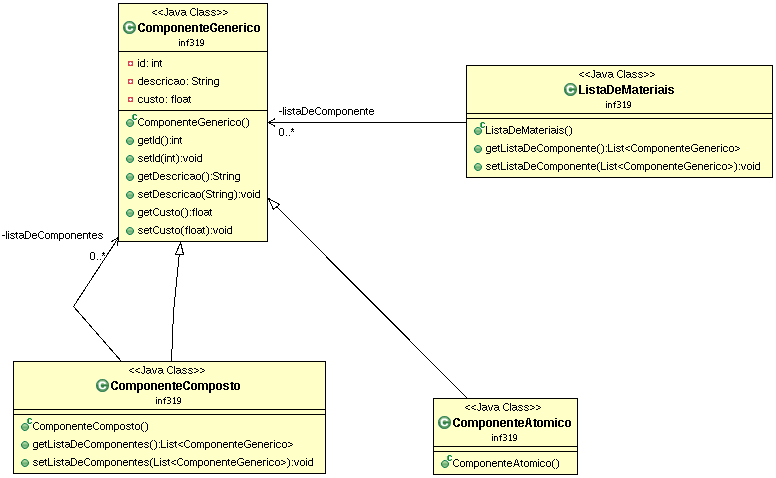 <<Java Class>>
ComponenteGenerico
inf319
id: int
descricao: String
custo: float
ComponenteGenerico()
getId():int
setId(int):void
getDescricao():String
setDescricao(String):void
getCusto():float
setCusto(float):void
-listaDeComponente
0..*
<<Java Class>>
ListaDeMateriais
inf319
ListaDeMateriais()
getListaDeComponente():List<ComponenteGenerico>
setListaDeComponente(List<ComponenteGenerico>):void
-listaDeComponentes
0..*
<<Java Class>>
ComponenteComposto
inf319
ComponenteComposto()
getListaDeComponentes():List<ComponenteGenerico>
setListaDeComponentes(List<ComponenteGenerico>):void
<<Java Class>>
ComponenteAtomico
inf319
ComponenteAtomico()